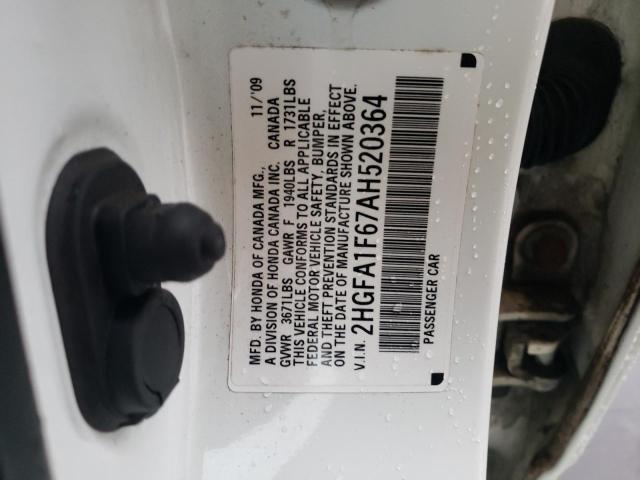 MFD. BY HONDA OF CANADA MFG., 11/'09
A DIVISION OF HONDA CANADA INC. CANADA
GVWR 3671LBS GAWR F 1940LBS R 1731LBS
THIS VEHICLE CONFORMS TO ALL APPLICABLE
FEDERAL MOTOR VEHICLE SAFETY, BUMPER,
AND THEFT PREVENTION STANDARDS IN EFFECT
ON THE DATE OF MANUFACTURE SHOWN ABOVE.
V.I.N. 2HGFA1F67AH520364
PASSENGER CAR